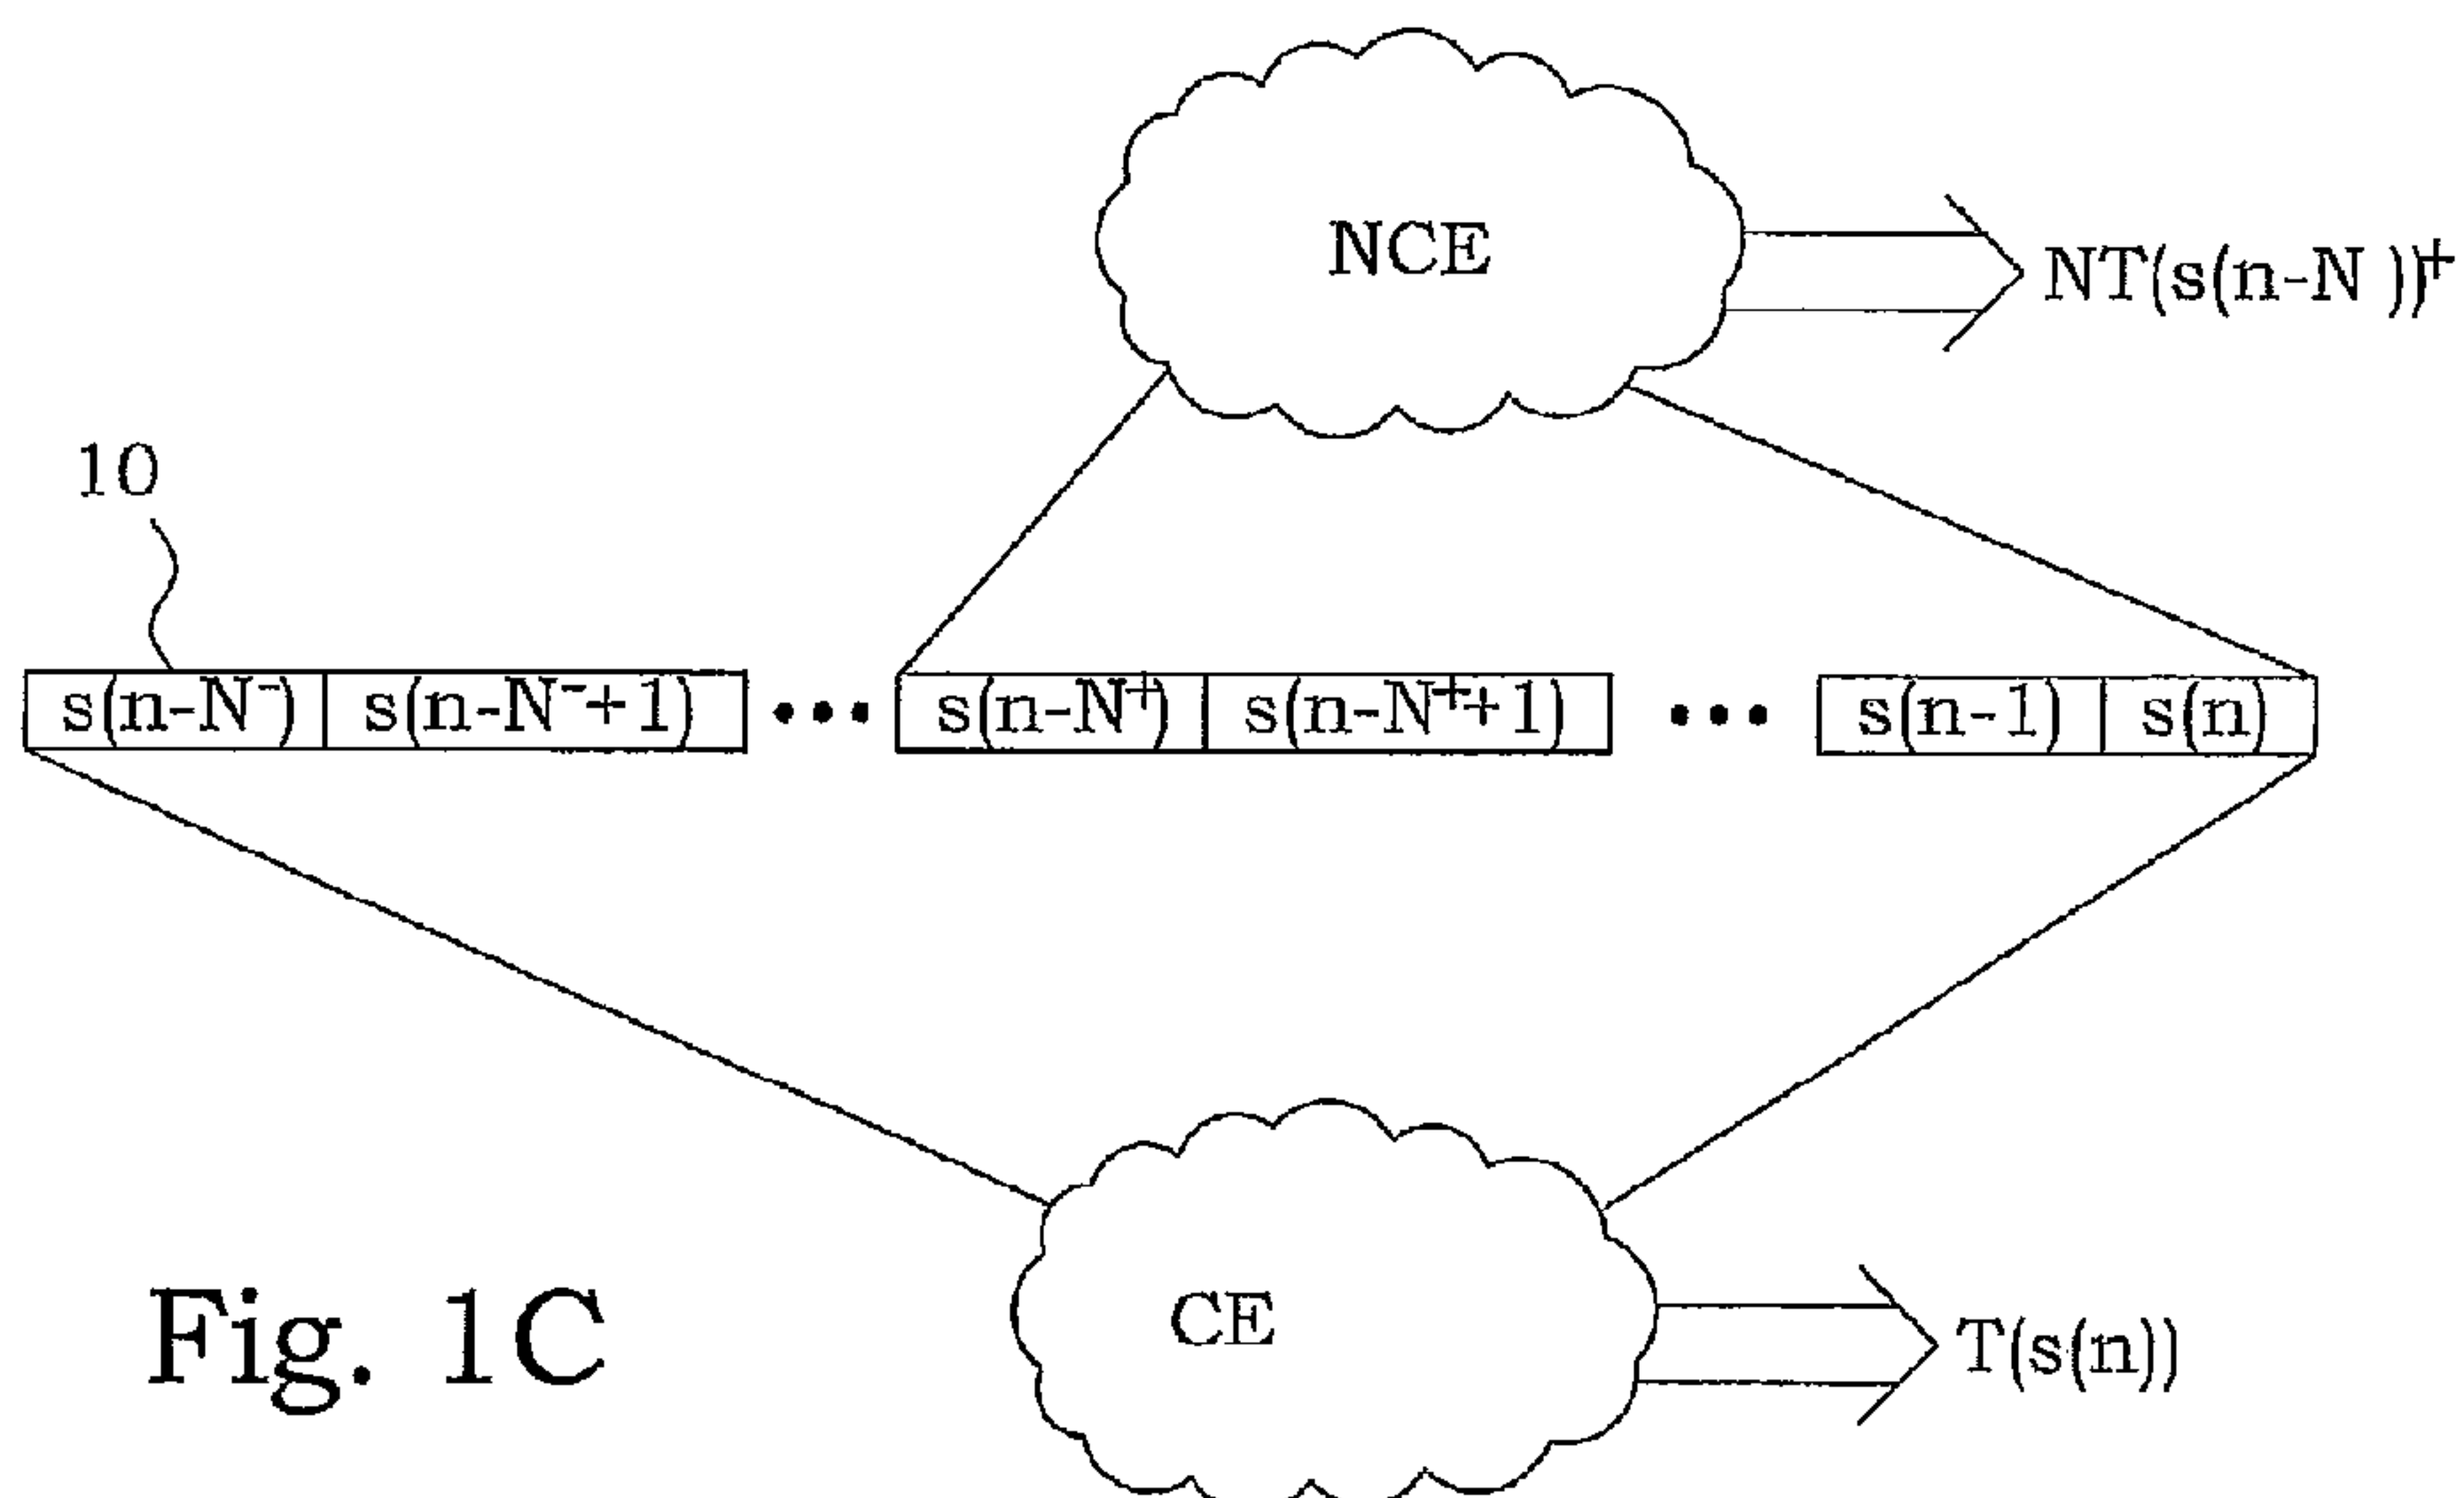 NCE
NT(s(n-N ))+
10
s(n-N-) s(n-N-+1) ••• s(n-N+) s(n-N++1) ••• s(n-1) s(n)
CE
T(s(n))
Fig. 1C